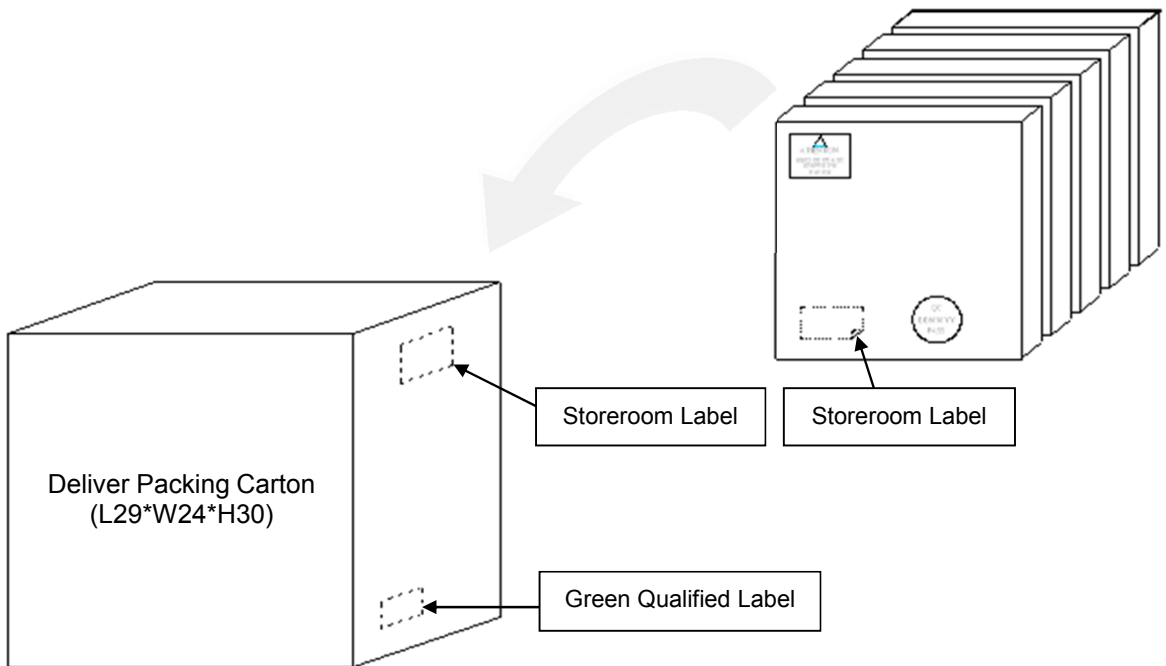 Storeroom Label
Storeroom Label
Deliver Packing Carton
(L29*W24*H30)
Green Qualified Label